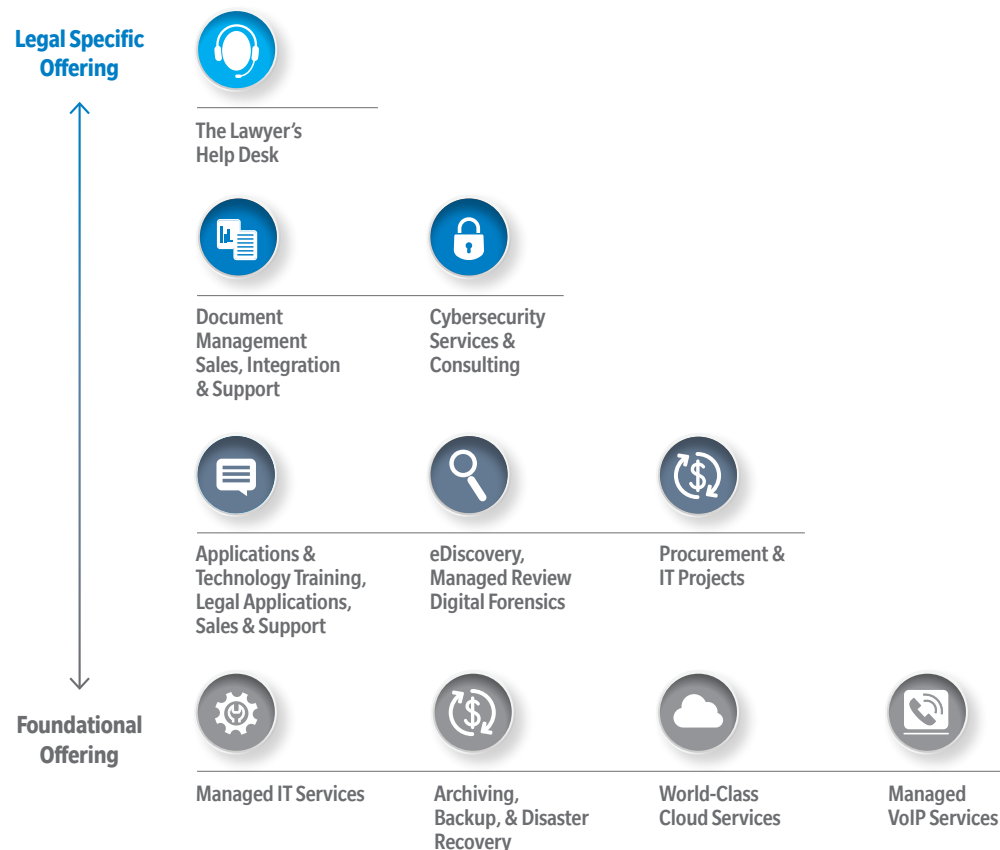 Legal Specific
Offering
The Lawyer's
Help Desk
Document
Management
Sales, Integration
& Support
Cybersecurity
Services &
Consulting
Applications &
Technology Training,
Legal Applications,
Sales & Support
eDiscovery,
Managed Review
Digital Forensics
Procurement &
IT Projects
$
Foundational
Offering
Managed IT Services
$
Archiving,
Backup, & Disaster
Recovery
World-Class
Cloud Services
Managed
VoIP Services